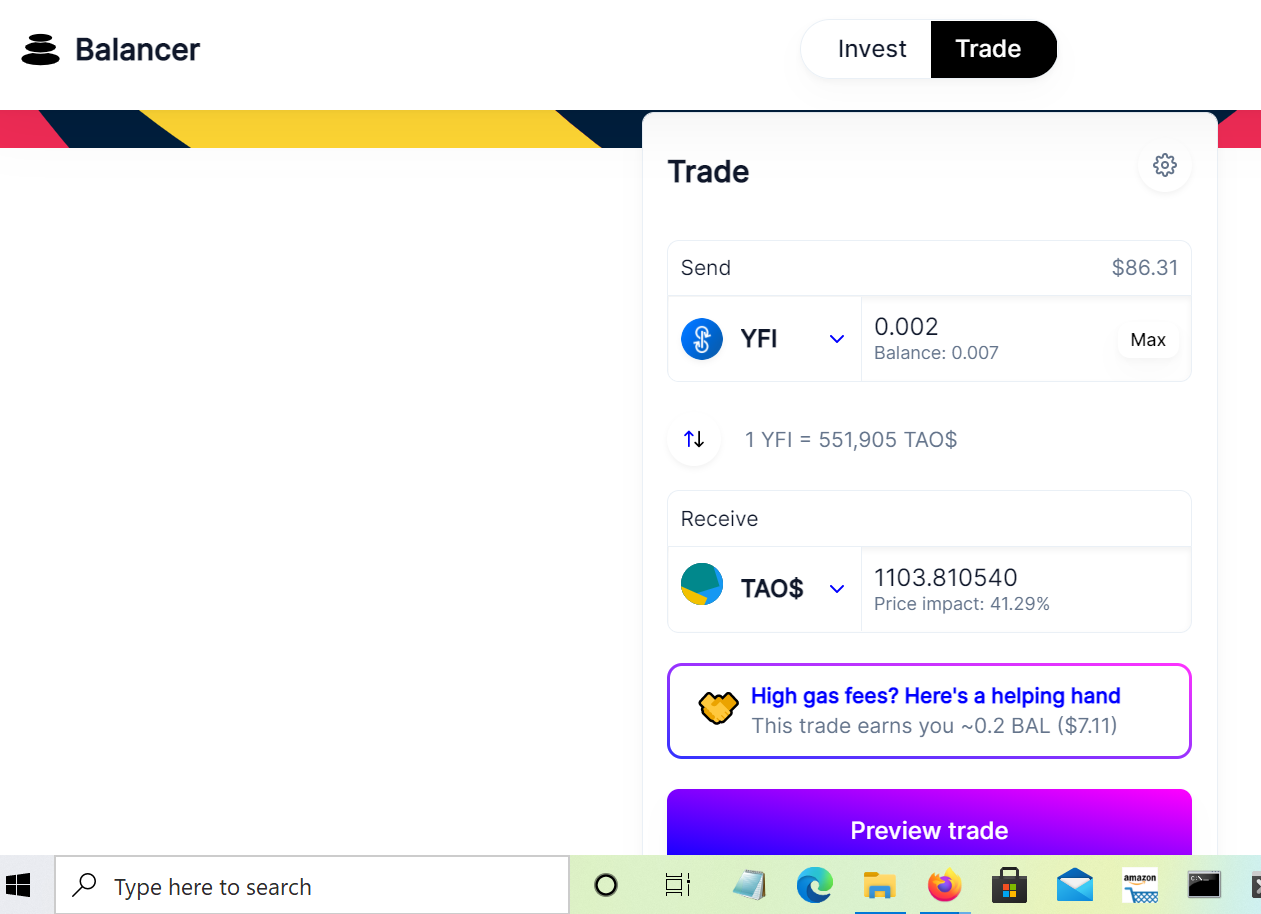 Balancer
Invest
Trade
Trade
Send
$86.31
YFI
0.002
Balance: 0.007
Max
1 YFI = 551,905 TAO$
Receive
TAO$
1103.810540
Price impact: 41.29%
High gas fees? Here's a helping hand
This trade earns you ~0.2 BAL ($7.11)
Preview trade
Type here to search
amazon